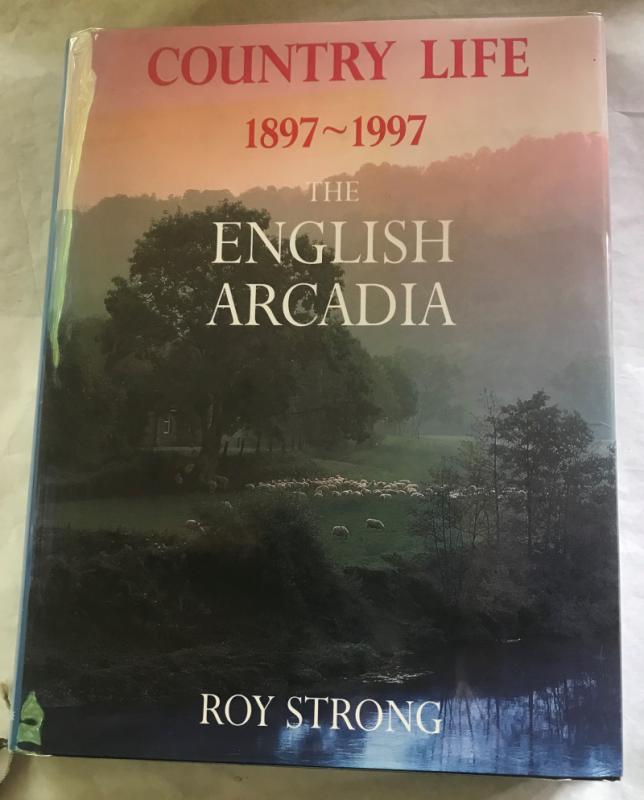 COUNTRY LIFE
1897~1997
THE
ENGLISH
ARCADIA
ROY STRONG